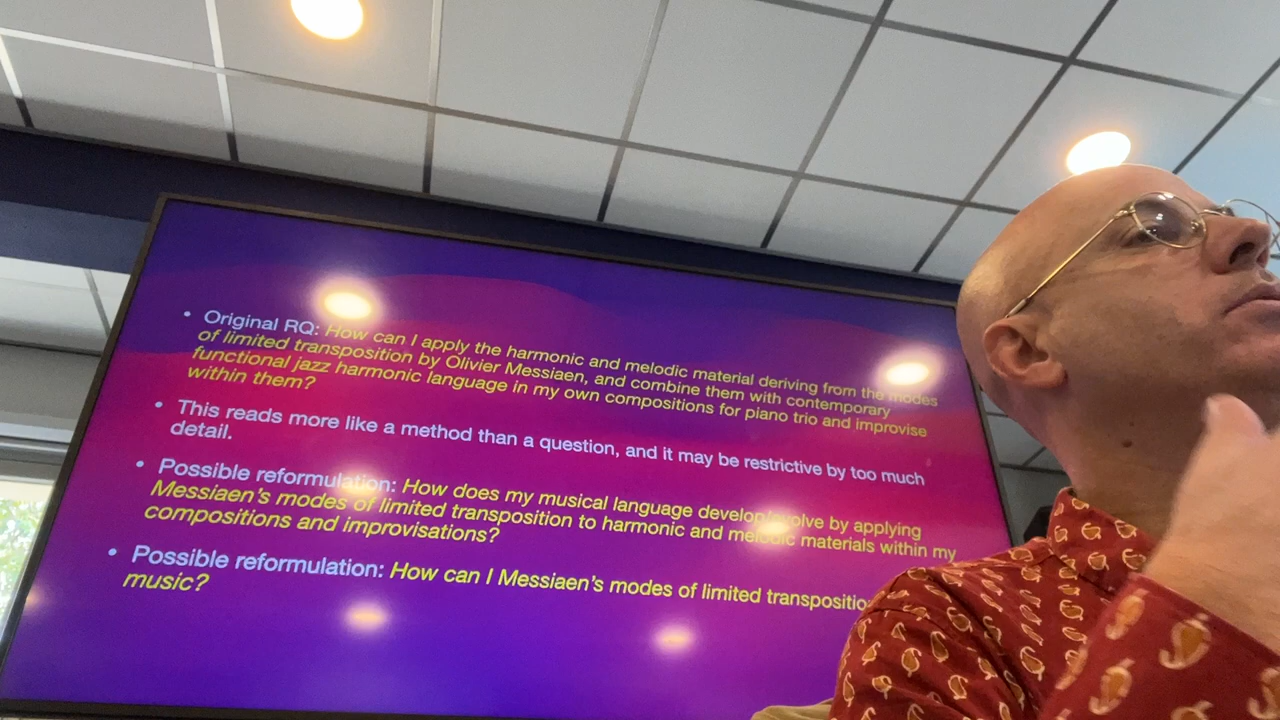 • Original RQ: How can I apply the harmonic and melodic material deriving from the modes
of limited transposition by Olivier Messiaen, and combine them with contemporary
functional jazz harmonic language in my own compositions for piano trio and improvise
within them?
• This reads more like a method than a question, and it may be restrictive by too much
detail.
• Possible reformulation: How does my musical language develop/evolve by applying
Messiaen's modes of limited transposition to harmonic and melodic materials within my
compositions and improvisations?
• Possible reformulation: How can I Messiaen's modes of limited
music?